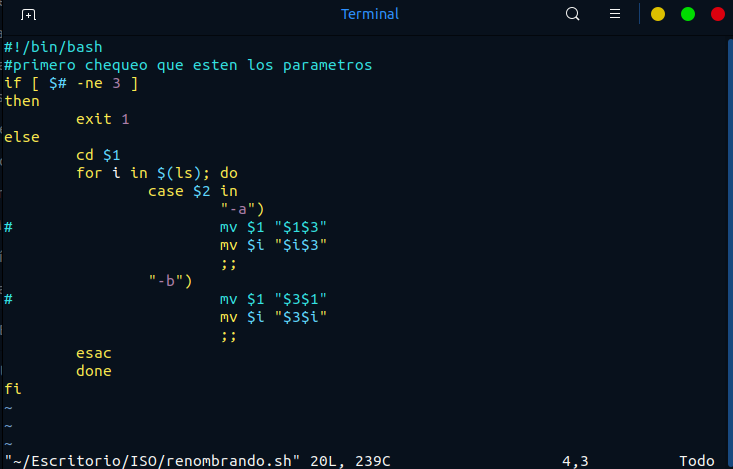 Terminal
#!/bin/bash
#primero chequeo que esten los parametros
if [ $# -ne 3 ]
then
        exit 1
else
        cd $1
        for i in $(ls); do
                case $2 in
                        "-a")
#                       mv $1 "$1$3"
                        mv $i "$i$3"
                        ;;
                "-b")
#                       mv $1 "$3$1"
                        mv $i "$3$i"
                        ;;
        esac
        done
fi
~
~
~
"~/Escritorio/ISO/renombrando.sh" 20L, 239C 4,3 Todo